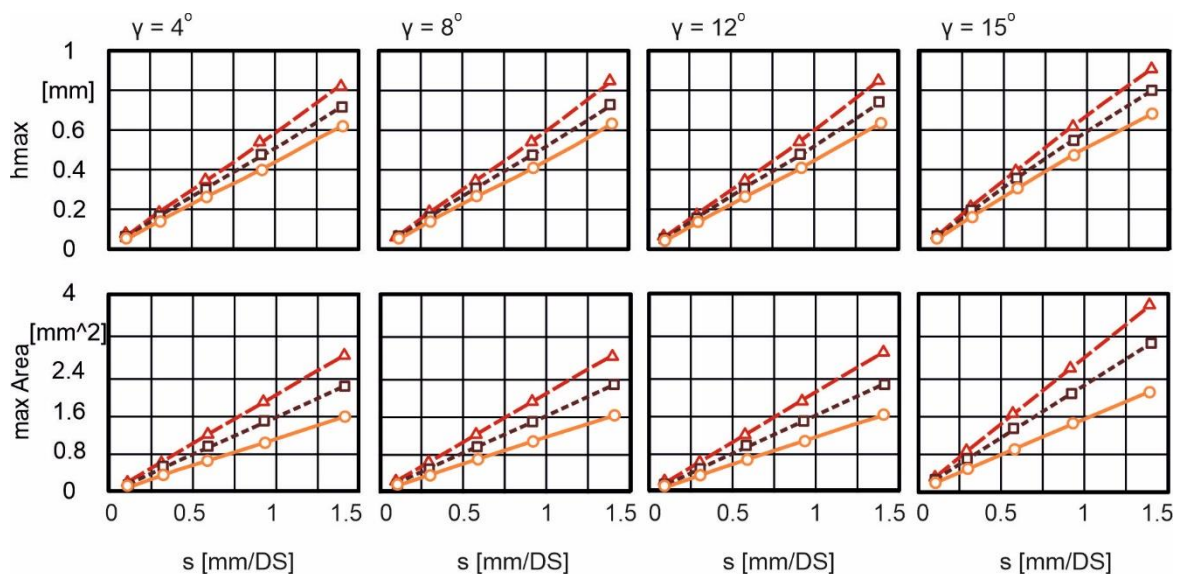 γ = 4°
γ = 8°
γ = 12°
γ = 15°
1
[mm]
hmax
0.6
0.4
0.2
0
4
[mm^2]
max Area
2.4
1.6
0.8
0
0 0.5 1 1.5
0 0.5 1 1.5
0 0.5 1 1.5
0 0.5 1 1.5
s [mm/DS]
s [mm/DS]
s [mm/DS]
s [mm/DS]